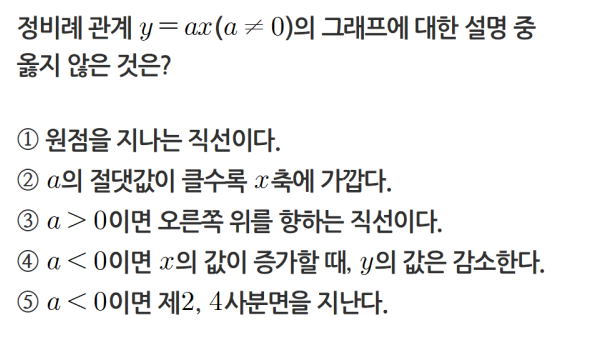 정비례 관계 y = ax(a ≠ 0)의 그래프에 대한 설명 중
옳지 않은 것은?
① 원점을 지나는 직선이다.
② a의 절댓값이 클수록 x축에 가깝다.
③ a > 0이면 오른쪽 위를 향하는 직선이다.
④ a < 0이면 x의 값이 증가할 때, y의 값은 감소한다.
⑤ a < 0이면 제2, 4사분면을 지난다.